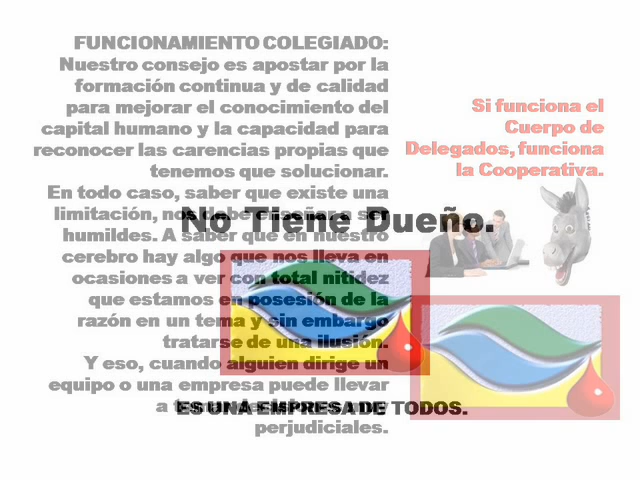 FUNCIONAMIENTO COLEGIADO:
Nuestro consejo es apostar por la
formación continua y de calidad
para mejorar el conocimiento del
capital humano y la capacidad para
reconocer las carencias propias que
tenemos que solucionar.
En todo caso, saber que existe una
limitación, nos debe enseñar a ser
humildes. A saber que en nuestro
cerebro hay algo que nos lleva en
ocasiones a ver con total nitidez
que estamos en posesión de la
razón en un tema y sin embargo
tratarse de una ilusión.
Y eso, cuando alguien dirige un
equipo o una empresa puede llevar
a
perjudiciales.
Si funciona el
Cuerpo de
Delegados, funciona
la Cooperativa.
No Tiene Dueño.
ES UNA EMPRESA DE TODOS.